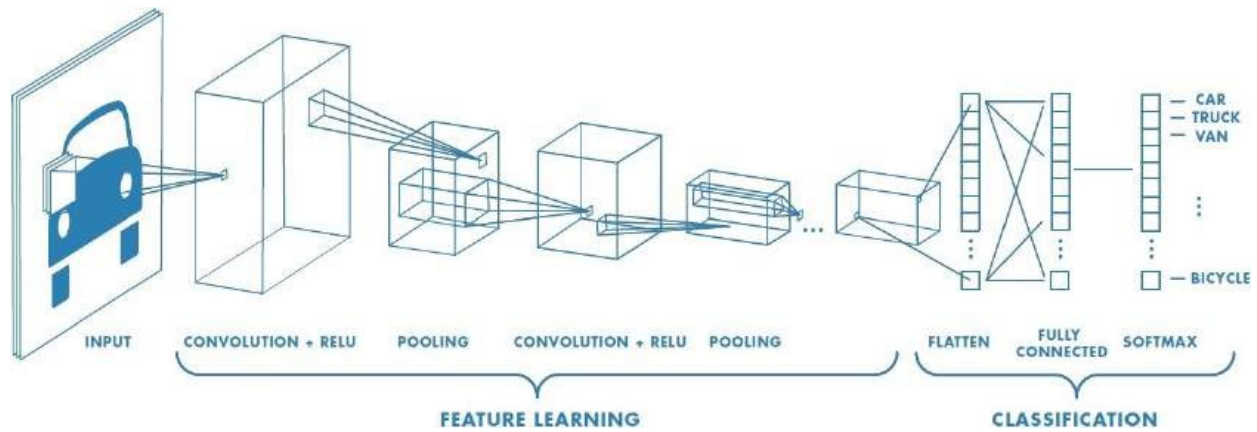 CAR
TRUCK
VAN
BICYCLE
INPUT
CONVOLUTION + RELU
POOLING
CONVOLUTION + RELU
POOLING
FLATTEN
FULLY
CONNECTED
SOFTMAX
FEATURE LEARNING
CLASSIFICATION